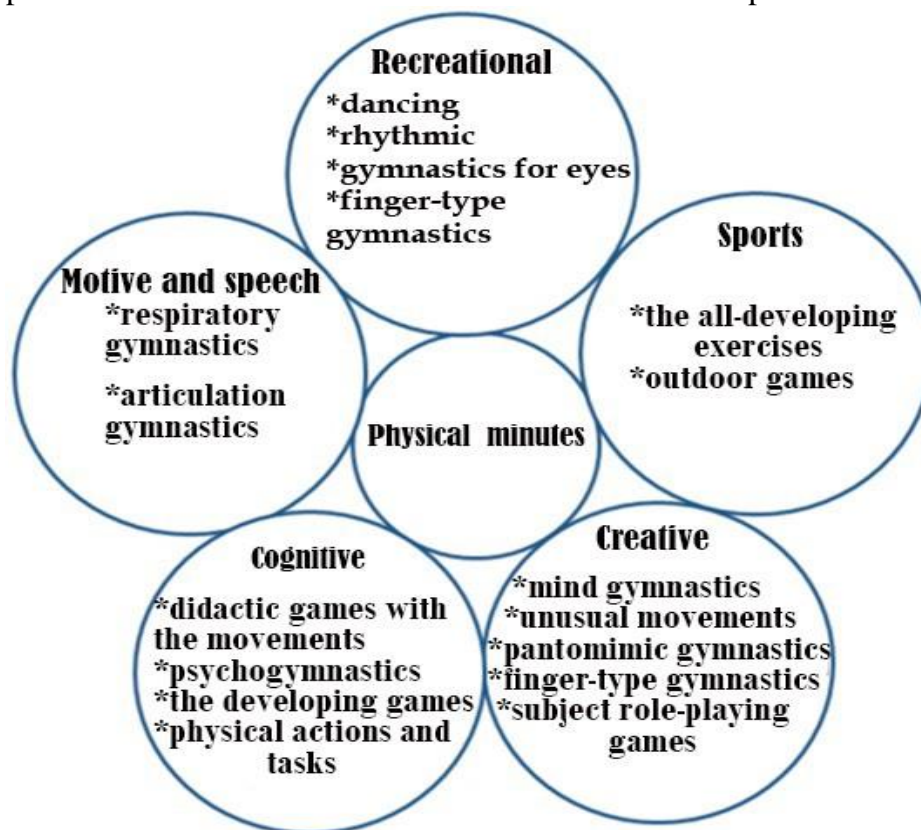 Recreational
*dancing
*rhythmic
*gymnastics for eyes
*finger-type
gymnastics
Sports
*the all-developing
exercises
*outdoor games
Motive and speech
*respiratory
gymnastics
*articulation
gymnastics
Physical minutes
Cognitive
*didactic games with
the movements
*psychogymnastics
*the developing games
*physical actions and
tasks
Creative
*mind gymnastics
*unusual movements
*pantomimic gymnastics
*finger-type gymnastics
*subject role-playing
games